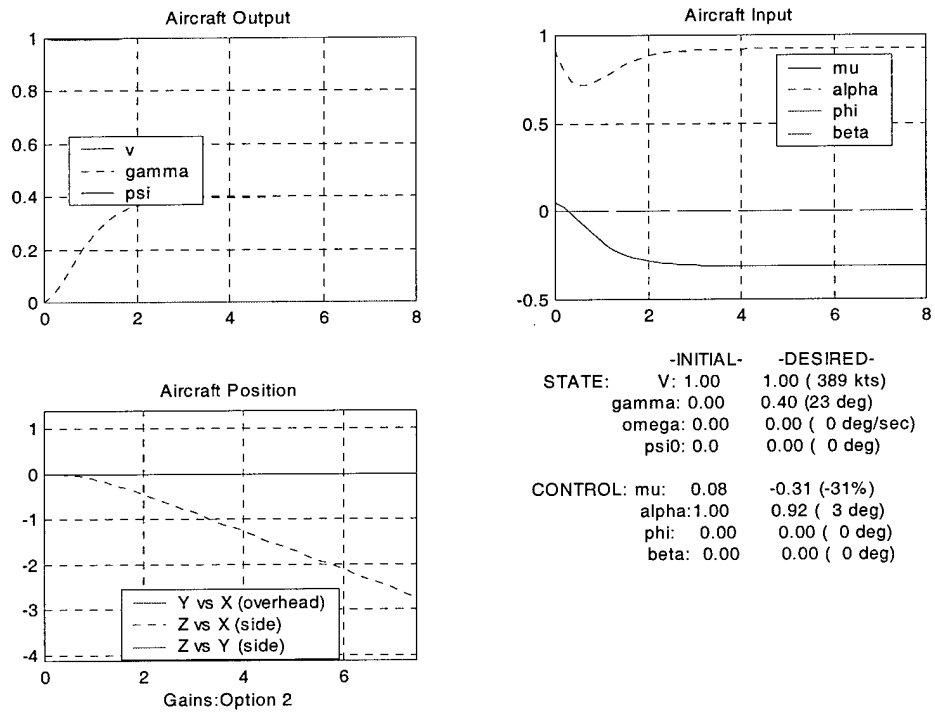 Aircraft Output
1
0.8
0.6
0.4
0.2
0
0 2 4 6 8
v
gamma
psi
Aircraft Input
1
0.5
0
-0.5
0 2 4 6 8
mu
alpha
phi
beta
Aircraft Position
1
0
-1
-2
-3
-4
2 4 6
Y vs X (overhead)
Z vs X (side)
Z vs Y (side)
Gains:Option 2
-INITIAL- -DESIRED-
STATE: V: 1.00 1.00 ( 389 kts)
gamma: 0.00 0.40 (23 deg)
omega: 0.00 0.00 ( 0 deg/sec)
psi0: 0.0 0.00 ( 0 deg)
CONTROL: mu: 0.08 -0.31 (-31%)
alpha:1.00 0.92 ( 3 deg)
phi: 0.00 0.00 ( 0 deg)
beta: 0.00 0.00 ( 0 deg)